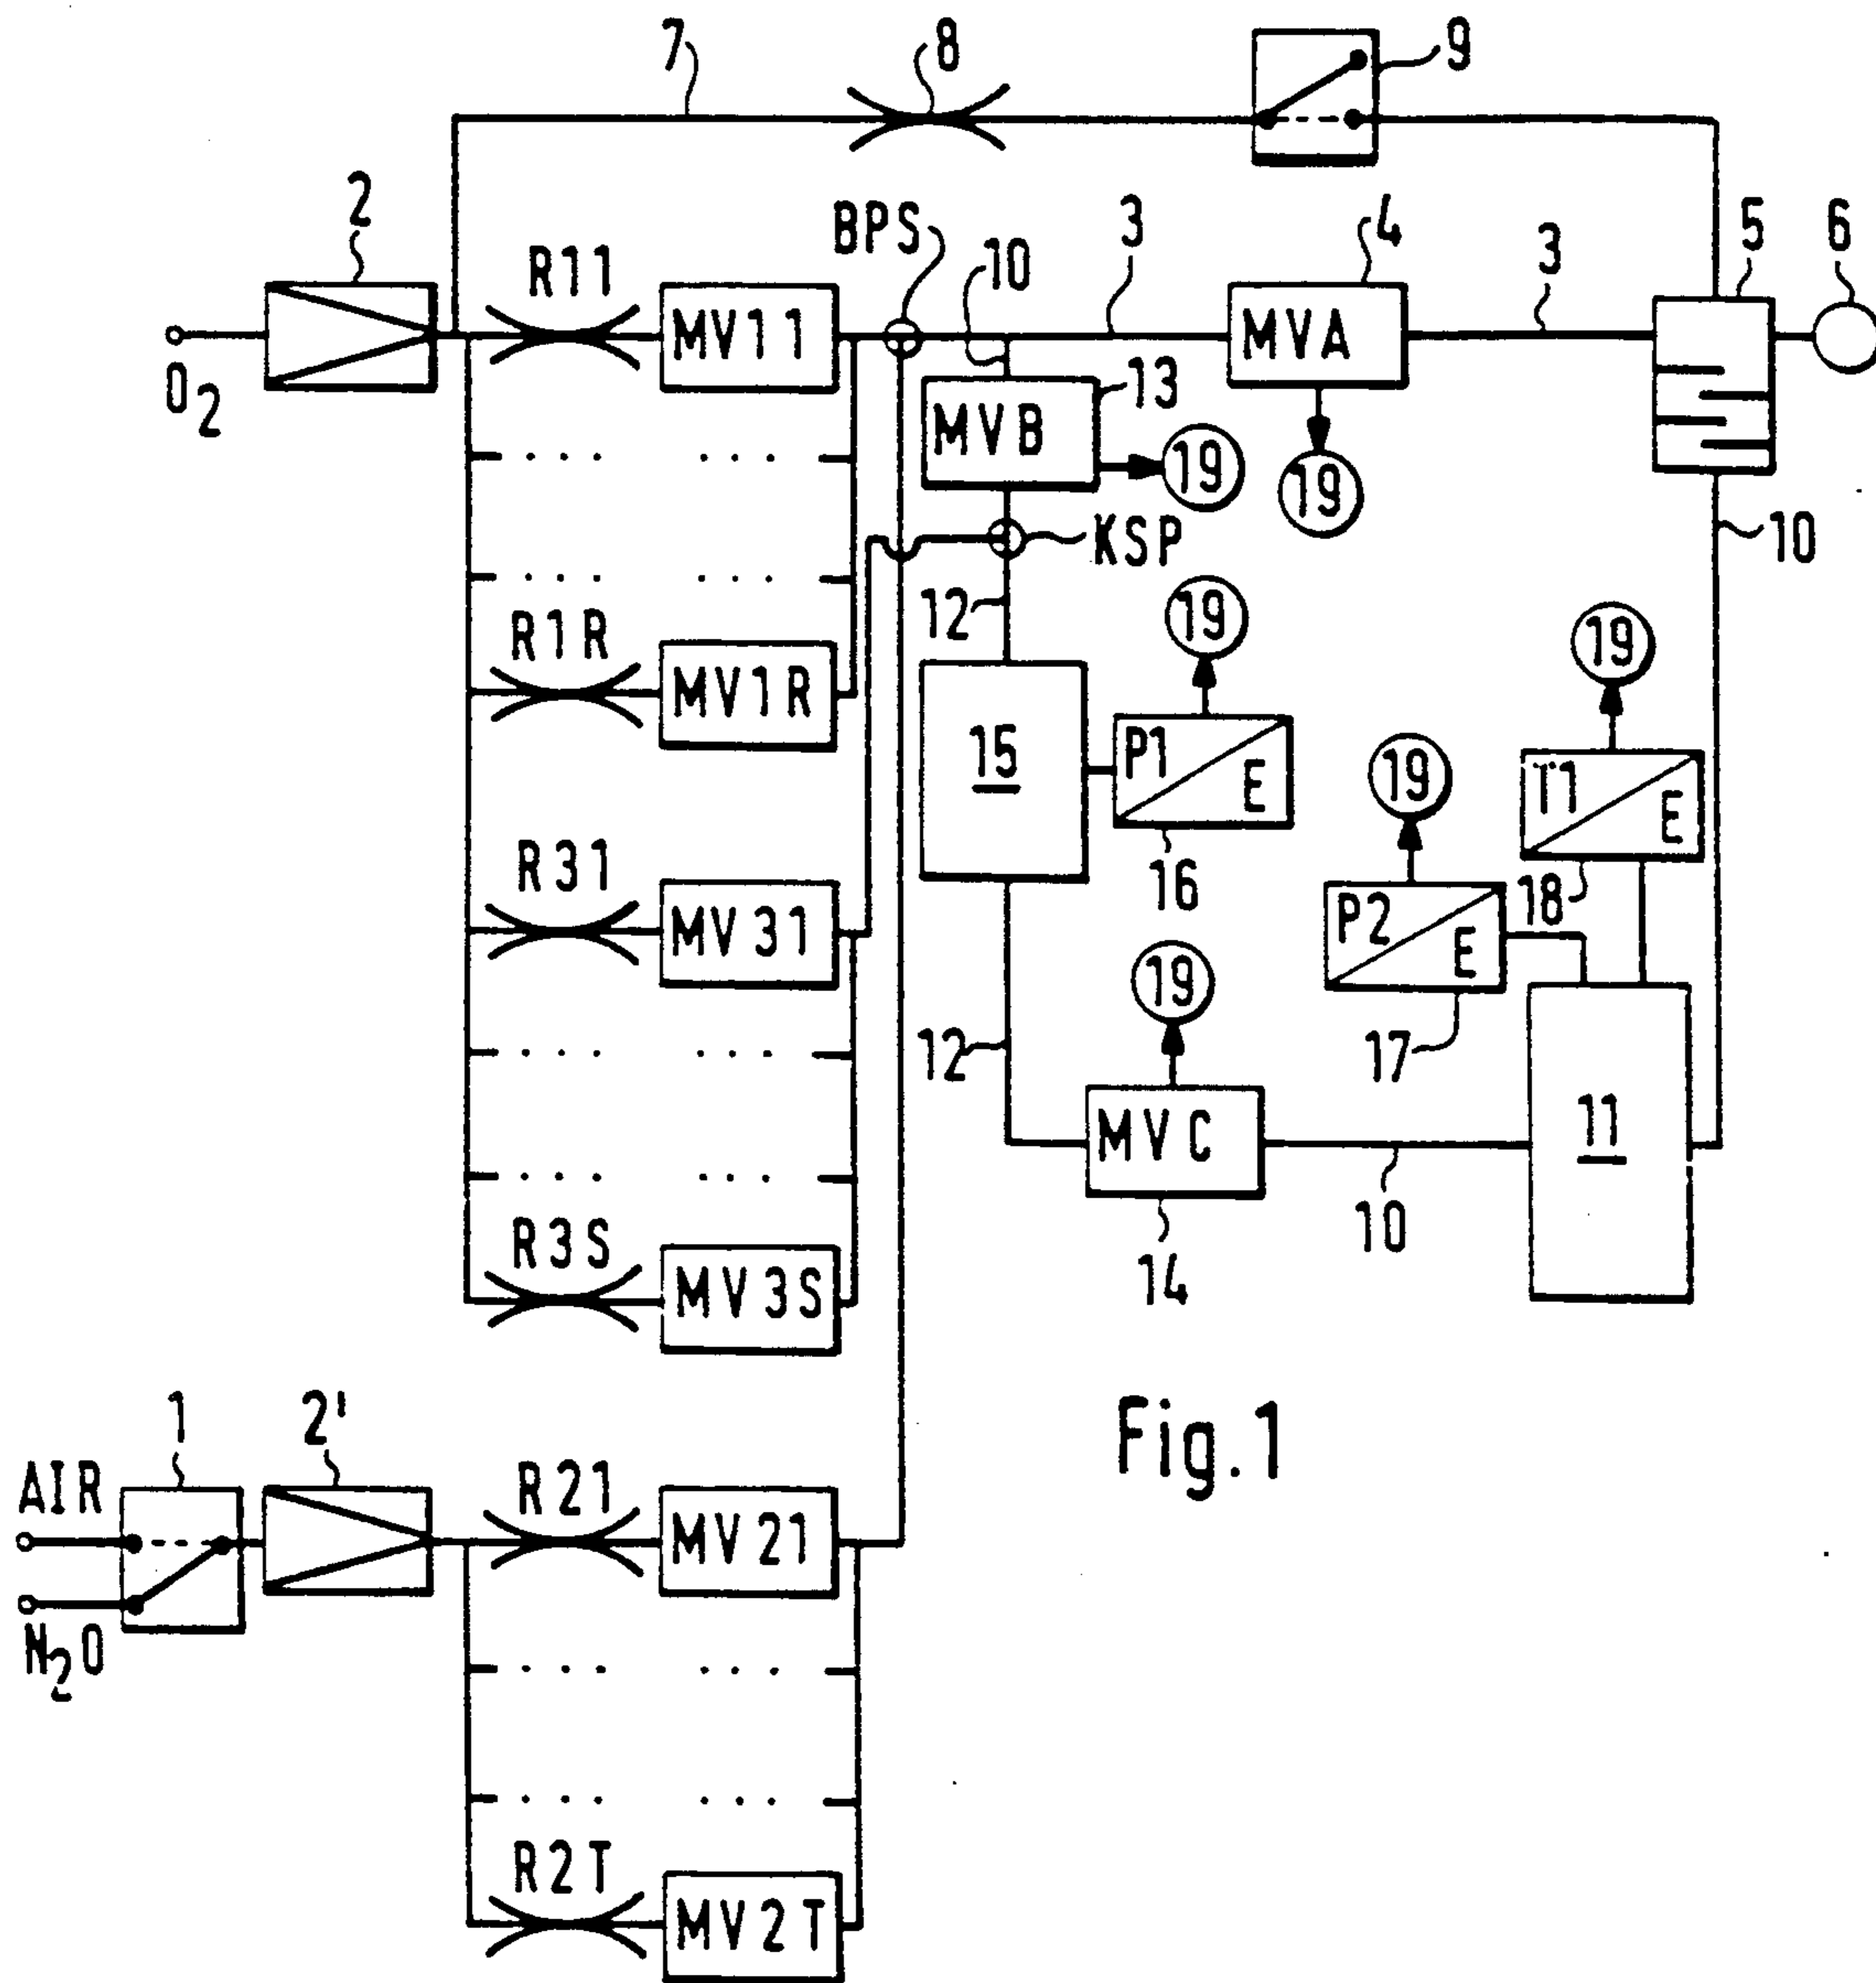 7
8
9
2
BPS
10
3
4
3
5
6
R11
MV11
MVA
O2
13
MVB
19
19
KSP
10
12
19
19
R1R
MV1R
15
P1
E
19
T1
E
16
18
R31
MV31
P2
E
19
17
12
MVC
11
10
14
R3S
MV3S
Fig.1
1
2'
AIR
R21
MV21
N2O
R2T
MV2T